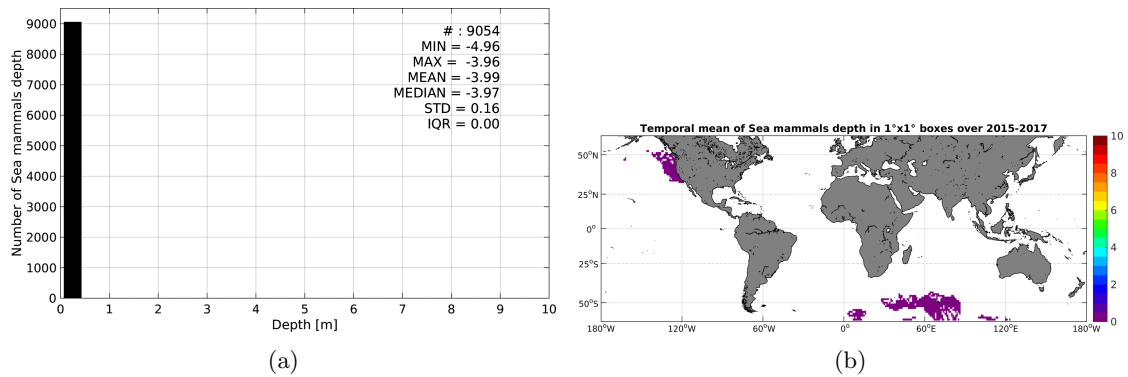 9000
8000
7000
6000
5000
4000
3000
2000
1000
0
Number of Sea mammals depth
# : 9054
MIN = -4.96
MAX = -3.96
MEAN = -3.99
MEDIAN = -3.97
STD = 0.16
IQR = 0.00
0 1 2 3 4 5 6 7 8 9 10
Depth [m]
(a)
Temporal mean of Sea mammals depth in 1°x1° boxes over 2015-2017
50°N
25°N
0°
25°S
50°S
180°W 120°W 60°W 0° 60°E 120°E 180°E
10
8
6
4
2
0
(b)